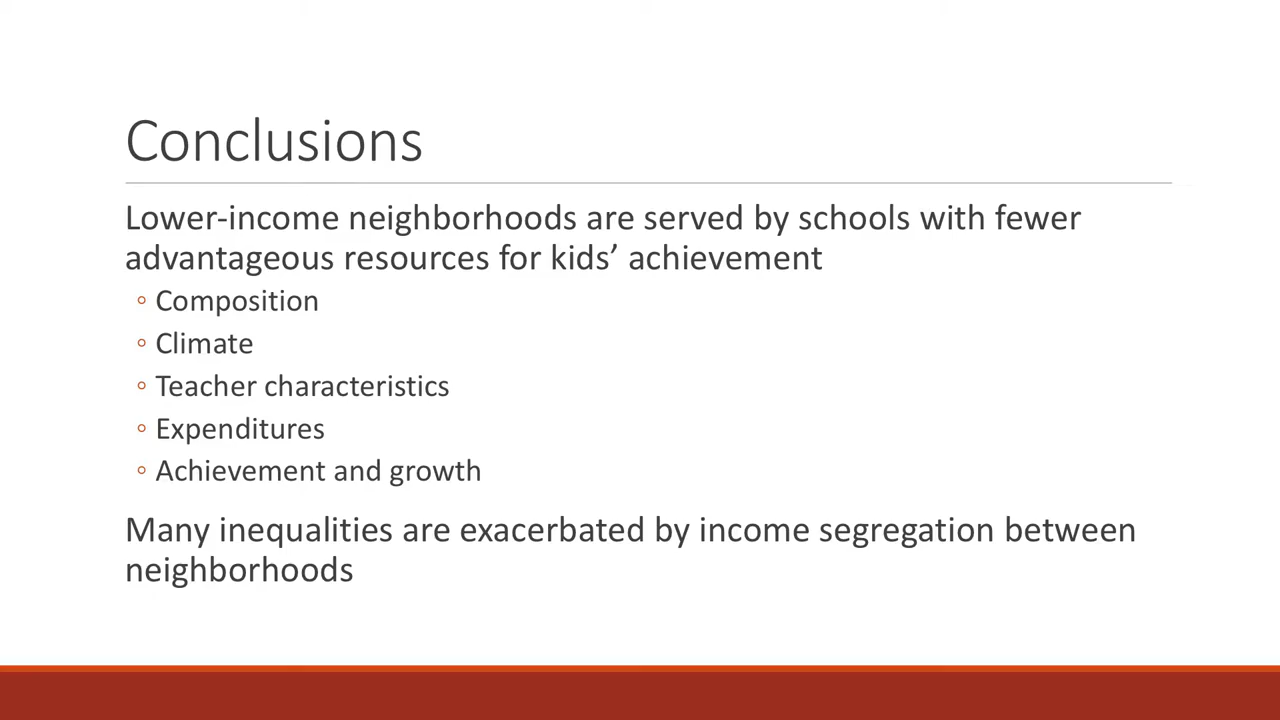 Conclusions
Lower-income neighborhoods are served by schools with fewer
advantageous resources for kids’ achievement
◦ Composition
◦ Climate
◦ Teacher characteristics
◦ Expenditures
◦ Achievement and growth
Many inequalities are exacerbated by income segregation between
neighborhoods